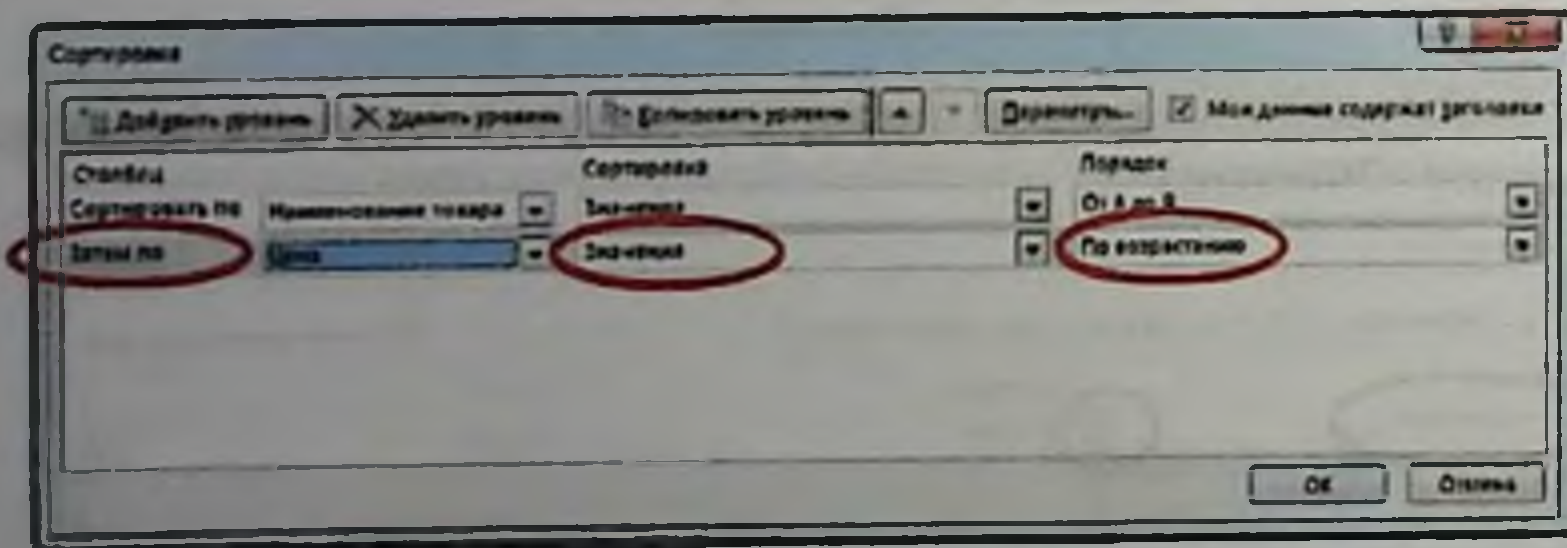 Сортировка
Добавить уровень Удалить уровень Копировать уровень Параметры... Мои данные содержат заголовки
Столбец Сортировка Порядок
Сортировать по Наименование товара Значения От А до Я
Затем по Цена Значения По возрастанию
ОК Отмена